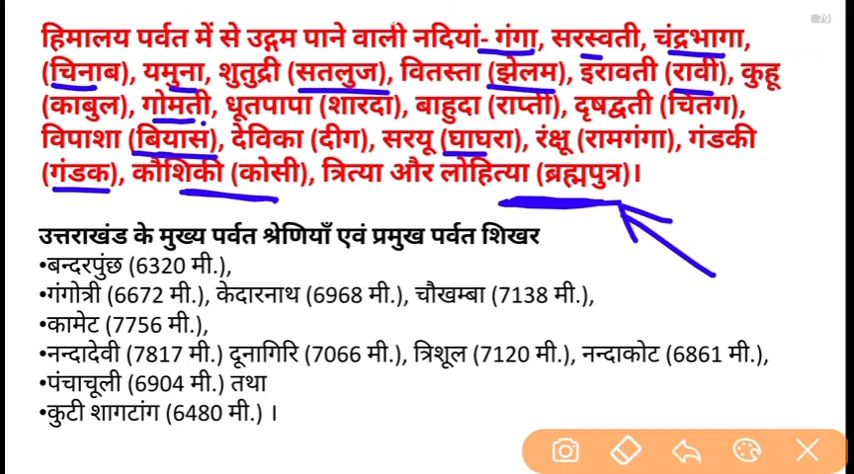 79
हिमालय पर्वत में से उद्गम पाने वाली नदियां- गंगा, सरस्वती, चंद्रभागा,
(चिनाब), यमुना, शुतुद्री (सतलुज), वितस्ता (झेलम), इरावती (रावी), कुहू
(काबुल), गोमती, धूतपापा (शारदा), बाहुदा (राप्ती), दृषद्वती (चितंग),
विपाशा (बियास), देविका (दीग), सरयू (घाघरा), रंक्षू (रामगंगा), गंडकी
(गंडक), कौशिकी (कोसी), त्रित्या और लोहित्या (ब्रह्मपुत्र)।
उत्तराखंड के मुख्य पर्वत श्रेणियाँ एवं प्रमुख पर्वत शिखर
•बन्दरपुंछ (6320 मी.),
•गंगोत्री (6672 मी.), केदारनाथ (6968 मी.), चौखम्बा (7138 मी.),
•कामेट (7756 मी.),
•नन्दादेवी (7817 मी.) दूनागिरि (7066 मी.), त्रिशूल (7120 मी.), नन्दाकोट (6861 मी.),
•पंचाचूली (6904 मी.) तथा
•कुटी शागटांग (6480 मी.) ।